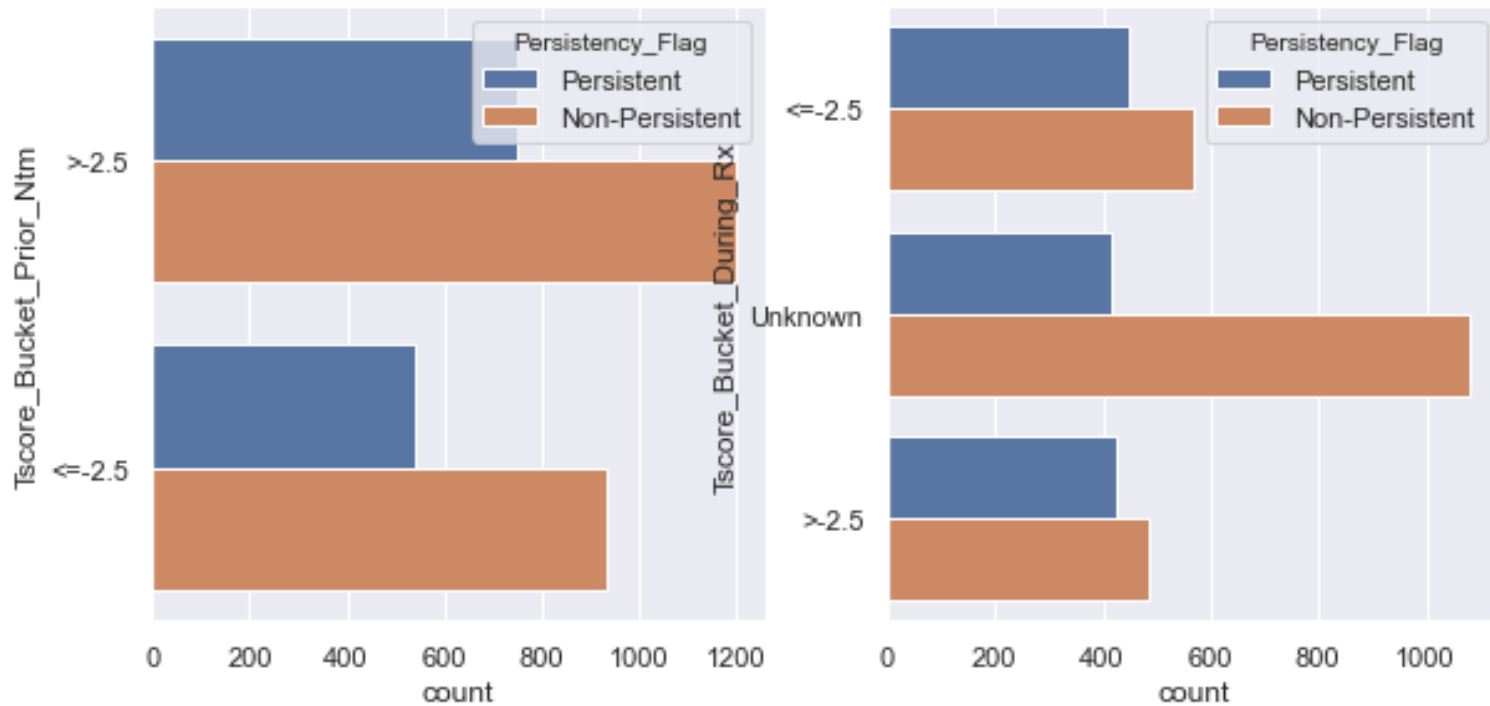 Persistency_Flag
Persistent
Non-Persistent
Tscore_Bucket_Prior_Ntm
>-2.5
<=-2.5
0 200 400 600 800 1000 1200
count
Persistency_Flag
Persistent
Non-Persistent
Tscore_Bucket_During_Rx
<=-2.5
Unknown
>-2.5
0 200 400 600 800 1000
count